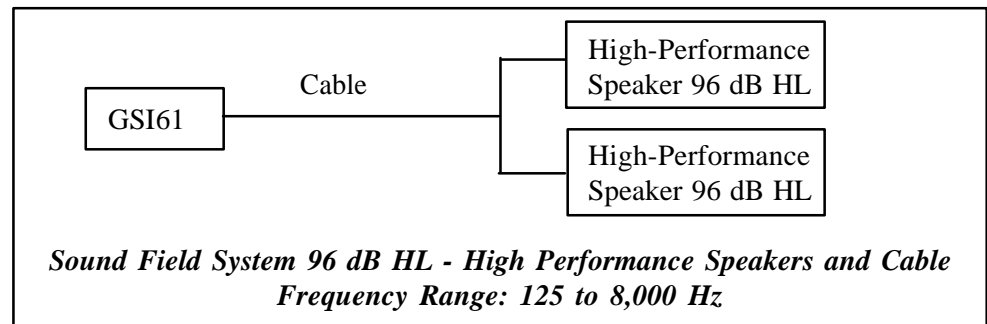 High-Performance
Speaker 96 dB HL
Cable
GSI61
High-Performance
Speaker 96 dB HL
Sound Field System 96 dB HL - High Performance Speakers and Cable
Frequency Range: 125 to 8,000 Hz